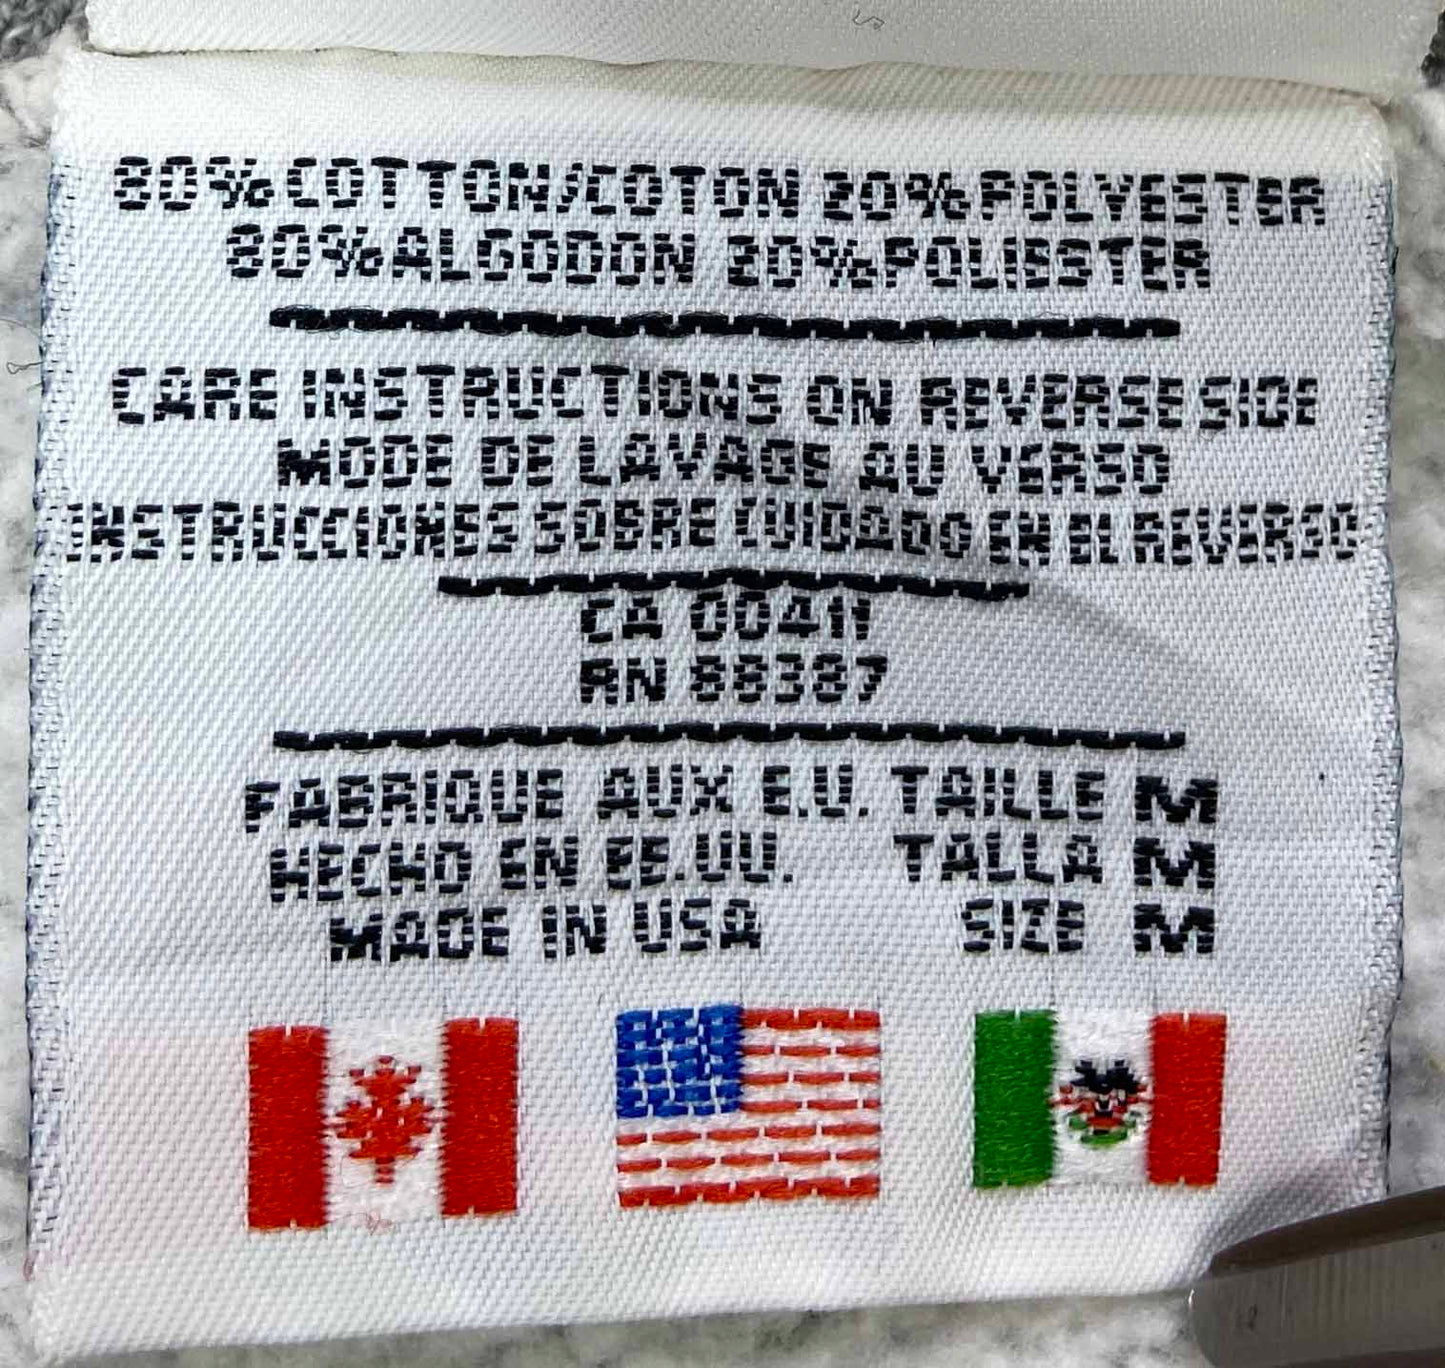 80% COTTON/COTON 20% POLYESTER
80% ALGODON 20% POLISSTER
CARE INSTRUCTIONS ON REVERSE SIDE
MODE DE LAVAGE AU VERSO
INSTRUCCIONES SOBRE CUIDADO EN EL REVERSO
CA 00411
RN 88387
FABRIQUE AUX E.U. TAILLE M
HECHO EN EE.UU. TALLA M
MADE IN USA SIZE M